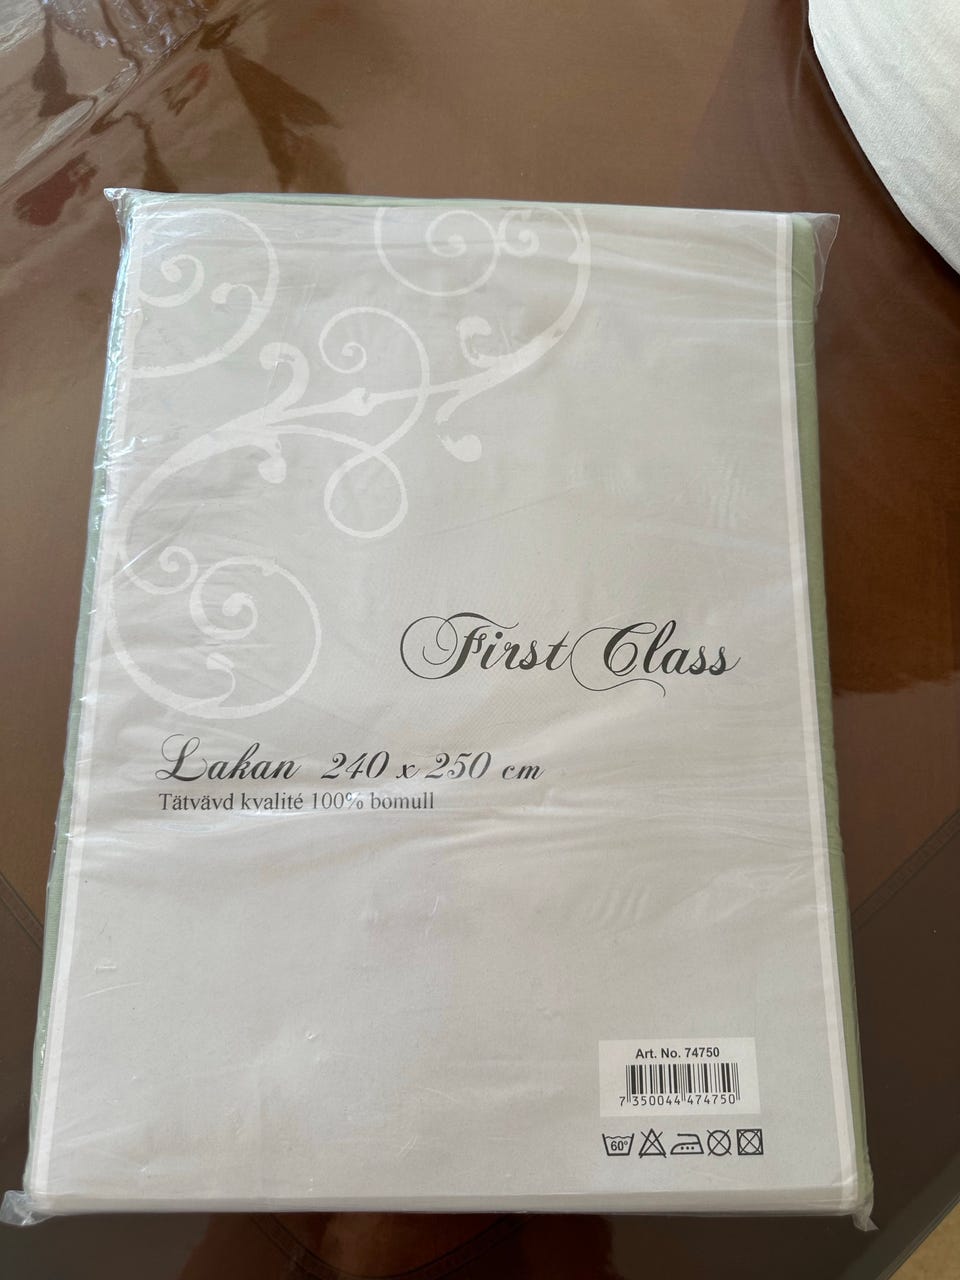 First Class
Lakan 240 x 250 cm
Tätvävd kvalité 100% bomull
Art. No. 74750
7 350044 474750
60°